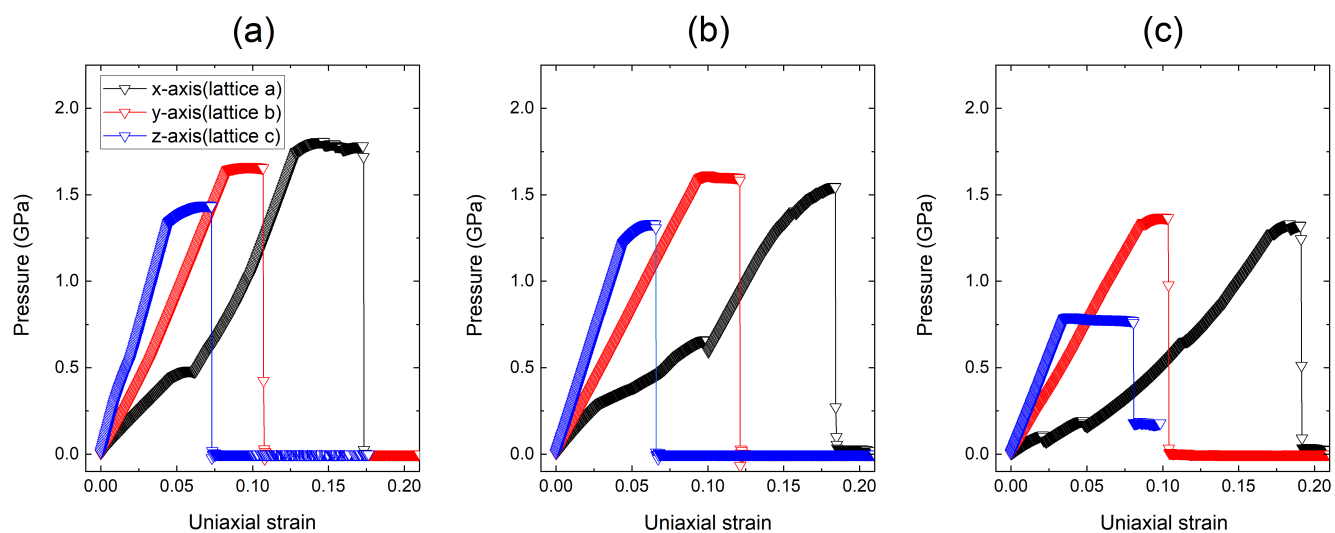 (a)
Pressure (GPa)
2.0
1.5
1.0
0.5
0.0
x-axis(lattice a)
y-axis(lattice b)
z-axis(lattice c)
0.00 0.05 0.10 0.15 0.20
Uniaxial strain
(b)
Pressure (GPa)
2.0
1.5
1.0
0.5
0.0
0.00 0.05 0.10 0.15 0.20
Uniaxial strain
(c)
Pressure (GPa)
2.0
1.5
1.0
0.5
0.0
0.00 0.05 0.10 0.15 0.20
Uniaxial strain